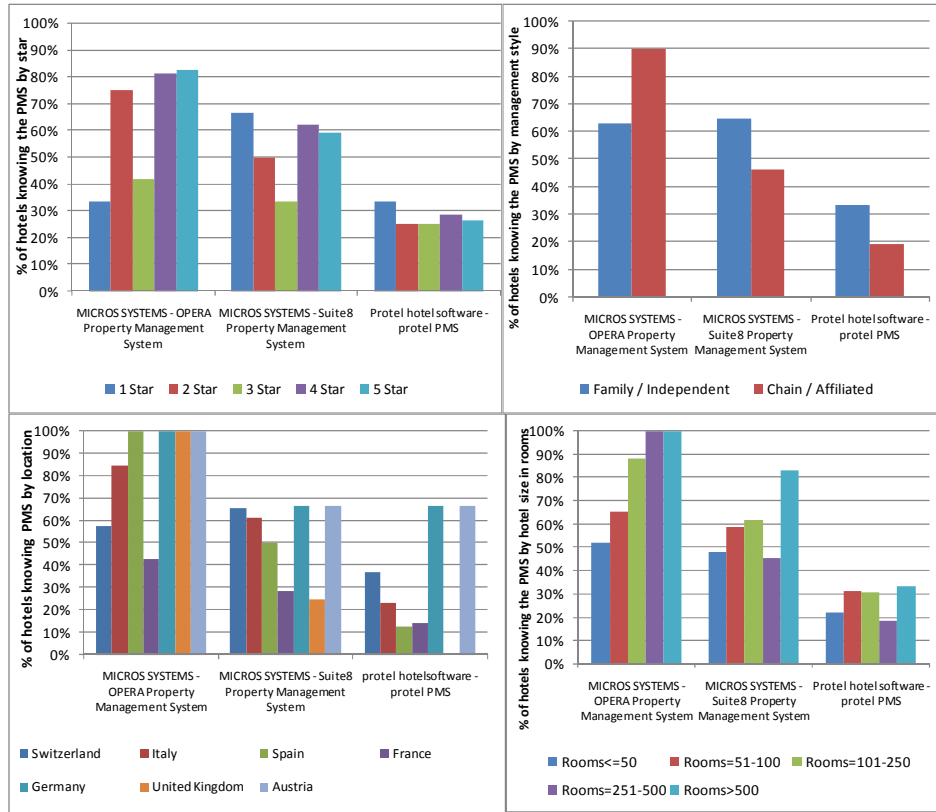 % of hotels knowing the PMS by star
100%
90%
80%
70%
60%
50%
40%
30%
20%
10%
0%
MICROS SYSTEMS - OPERA
Property Management
System
MICROS SYSTEMS - Suite8
Property Management
System
Protel hotel software -
protel PMS
1 Star 2 Star 3 Star 4 Star 5 Star
% of hotels knowing the PMS by management style
100%
90%
80%
70%
60%
50%
40%
30%
20%
10%
0%
MICROS SYSTEMS -
OPERA Property
Management System
MICROS SYSTEMS -
Suite8 Property
Management System
Protel hotel software -
protel PMS
Family / Independent Chain / Affiliated
% of hotels knowing PMS by location
100%
90%
80%
70%
60%
50%
40%
30%
20%
10%
0%
MICROS SYSTEMS -
OPERA Property
Management System
MICROS SYSTEMS - Suite8
Property Management
System
protel hotelsoftware -
protel PMS
Switzerland Italy Spain France
Germany United Kingdom Austria
% of hotels knowing the PMS by hotel size in rooms
100%
90%
80%
70%
60%
50%
40%
30%
20%
10%
0%
MICROS SYSTEMS -
OPERA Property
Management System
MICROS SYSTEMS -
Suite8 Property
Management System
Protel hotel software -
protel PMS
Rooms<=50 Rooms=51-100 Rooms=101-250
Rooms=251-500 Rooms>500